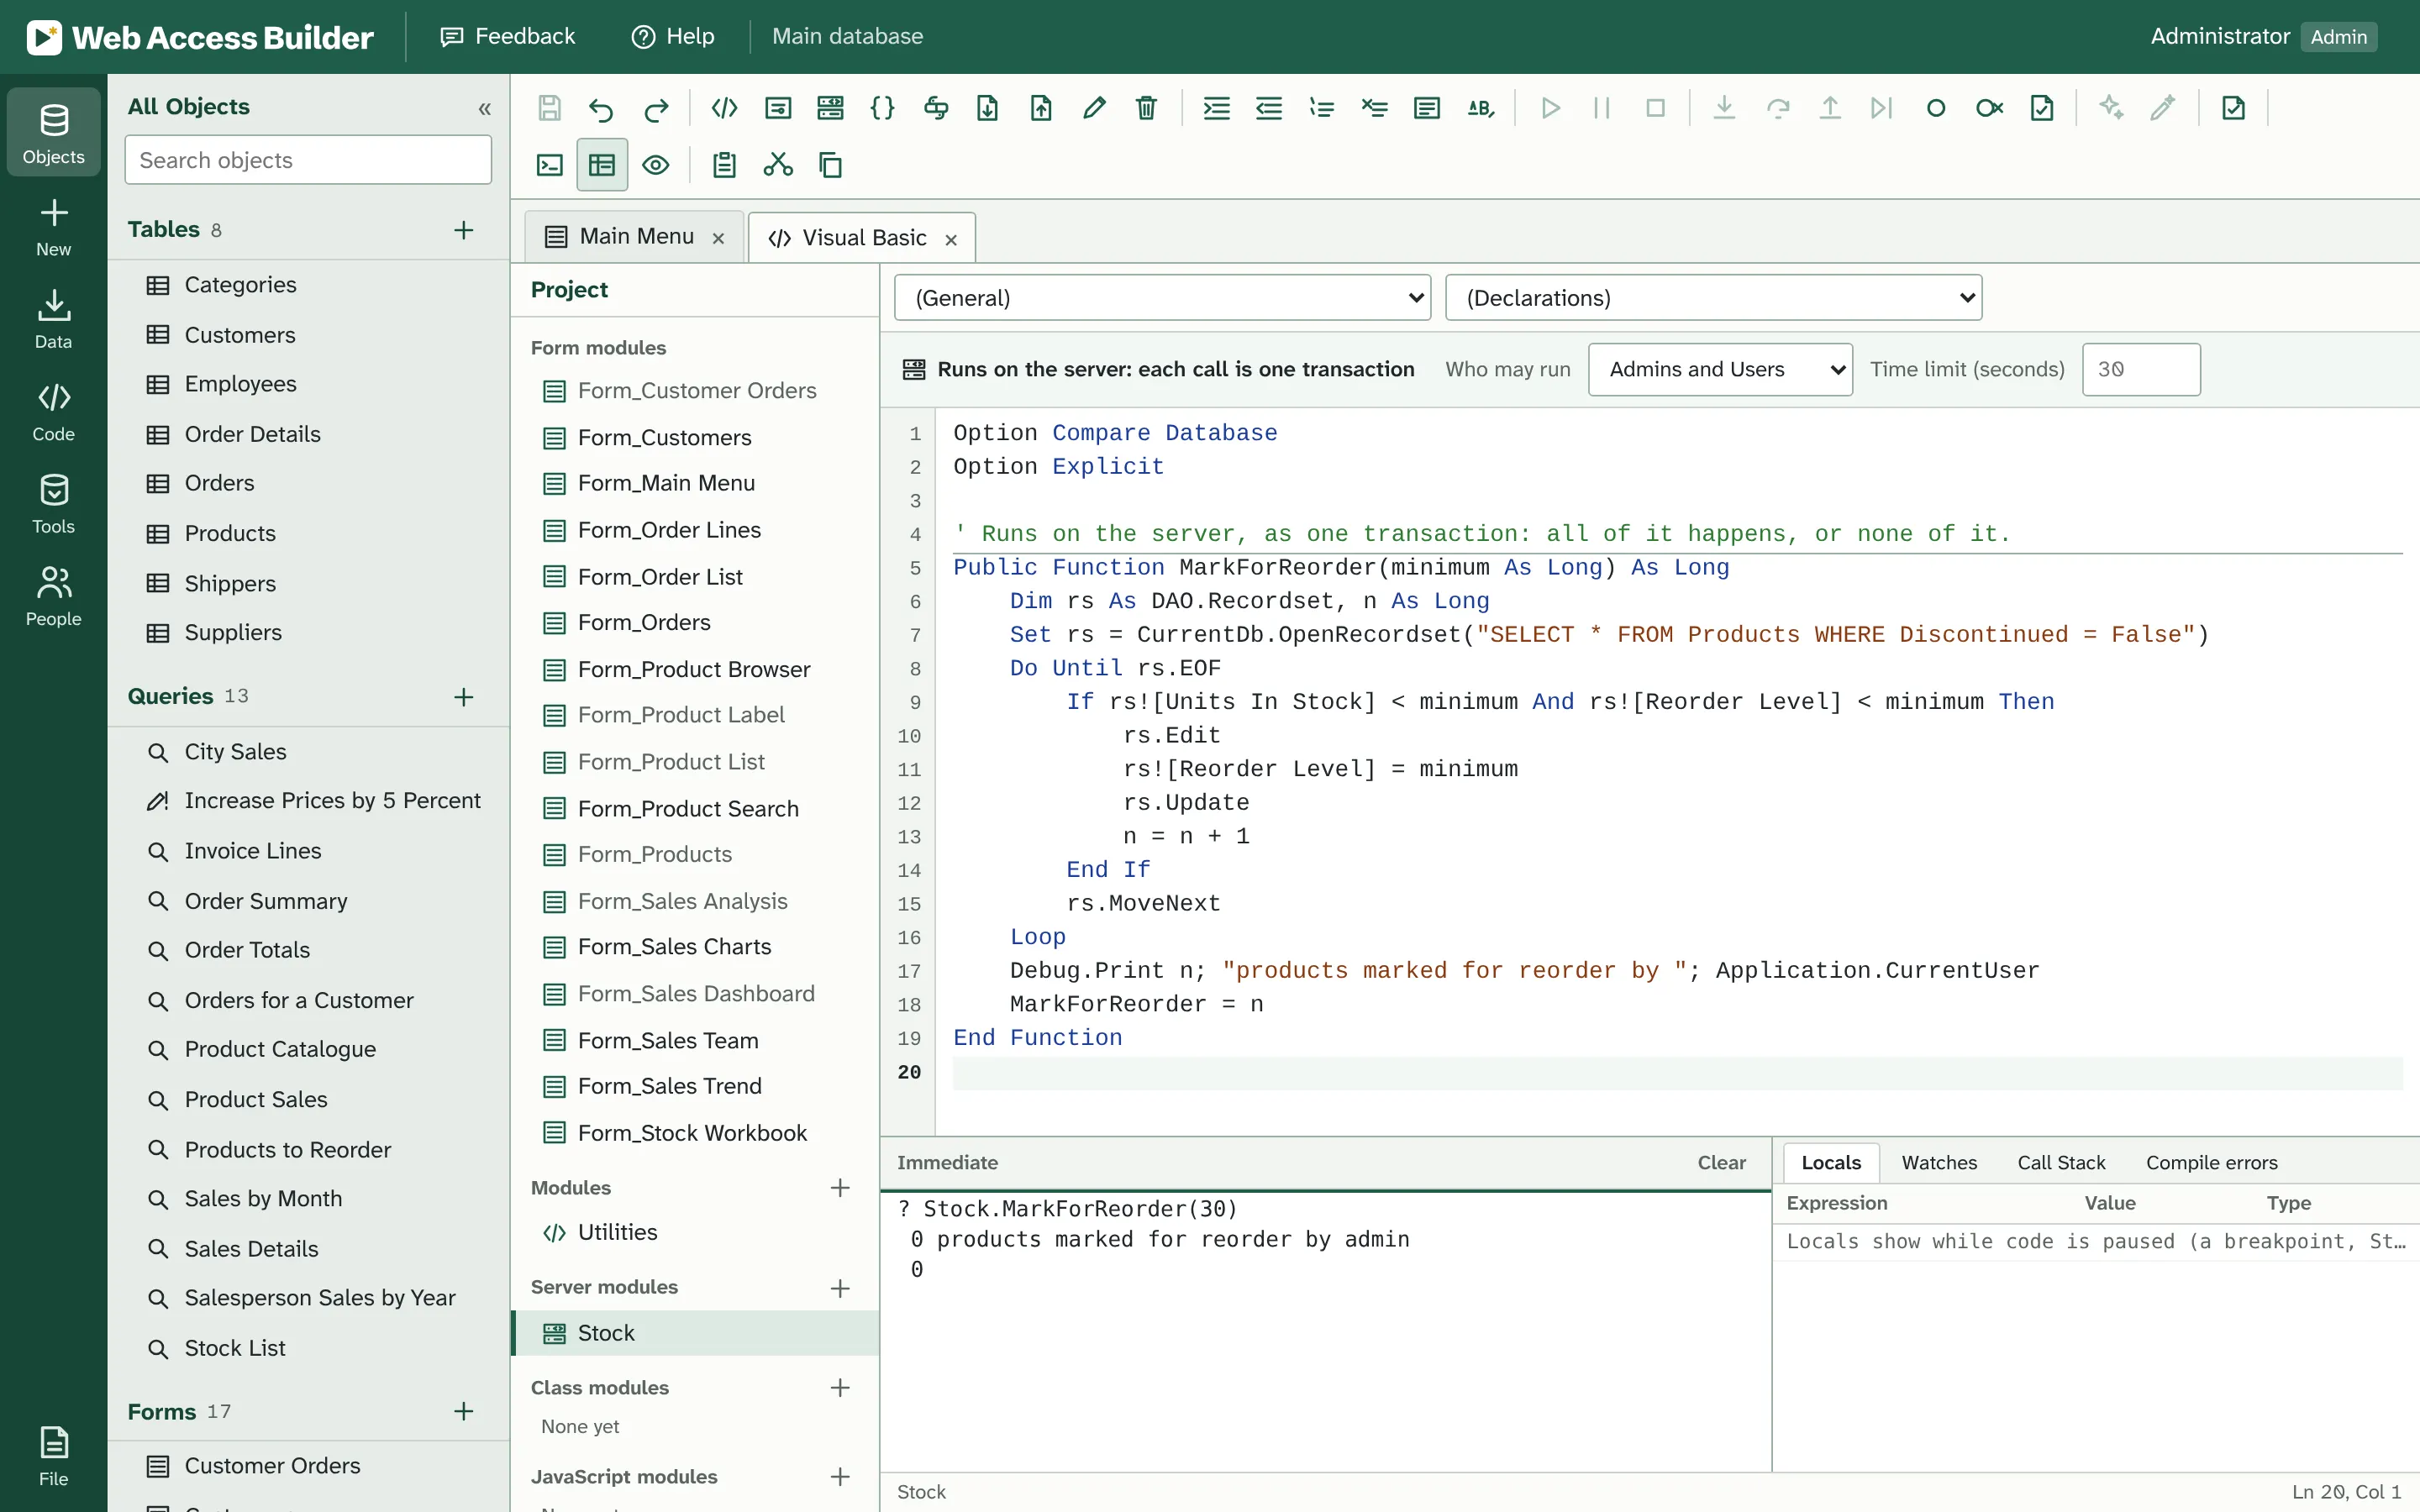 Web Access Builder
Feedback
Help
Main database
Administrator
Admin
Objects
New
Data
Code
Tools
People
File
All Objects
Search objects
Tables 8
Categories
Customers
Employees
Order Details
Orders
Products
Shippers
Suppliers
Queries 13
City Sales
Increase Prices by 5 Percent
Invoice Lines
Order Summary
Order Totals
Orders for a Customer
Product Catalogue
Product Sales
Products to Reorder
Sales by Month
Sales Details
Salesperson Sales by Year
Stock List
Forms 17
Customer Orders
Main Menu
Visual Basic
Project
Form modules
Form_Customer Orders
Form_Customers
Form_Main Menu
Form_Order Lines
Form_Order List
Form_Orders
Form_Product Browser
Form_Product Label
Form_Product List
Form_Product Search
Form_Products
Form_Sales Analysis
Form_Sales Charts
Form_Sales Dashboard
Form_Sales Team
Form_Sales Trend
Form_Stock Workbook
Modules
Utilities
Server modules
Stock
Class modules
None yet
JavaScript modules
(General)
(Declarations)
Runs on the server: each call is one transaction
Who may run
Admins and Users
Time limit (seconds)
30
1 Option Compare Database
2 Option Explicit
3
4 ' Runs on the server, as one transaction: all of it happens, or none of it.
5 Public Function MarkForReorder(minimum As Long) As Long
6 Dim rs As DAO.Recordset, n As Long
7 Set rs = CurrentDb.OpenRecordset("SELECT * FROM Products WHERE Discontinued = False")
8 Do Until rs.EOF
9 If rs![Units In Stock] < minimum And rs![Reorder Level] < minimum Then
10 rs.Edit
11 rs![Reorder Level] = minimum
12 rs.Update
13 n = n + 1
14 End If
15 rs.MoveNext
16 Loop
17 Debug.Print n; "products marked for reorder by "; Application.CurrentUser
18 MarkForReorder = n
19 End Function
20
Immediate
Clear
? Stock.MarkForReorder(30)
0 products marked for reorder by admin
0
Locals
Watches
Call Stack
Compile errors
Expression
Value
Type
Locals show while code is paused (a breakpoint, St…
Stock
Ln 20, Col 1